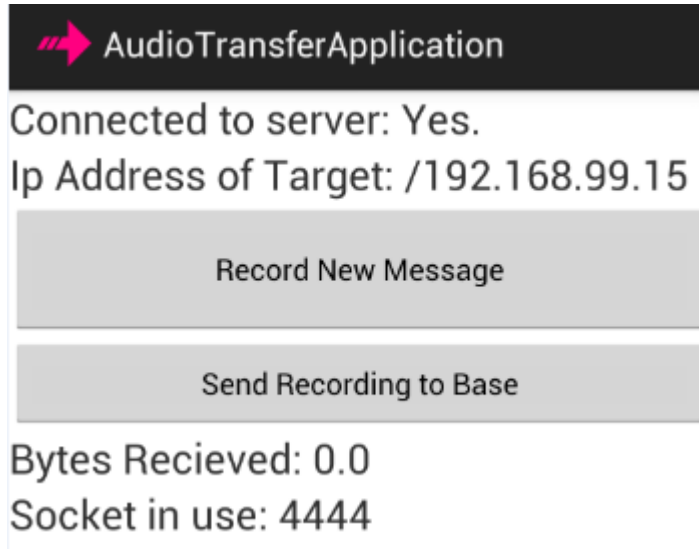 AudioTransferApplication
Connected to server: Yes.
Ip Address of Target: /192.168.99.15
Record New Message
Send Recording to Base
Bytes Recieved: 0.0
Socket in use: 4444